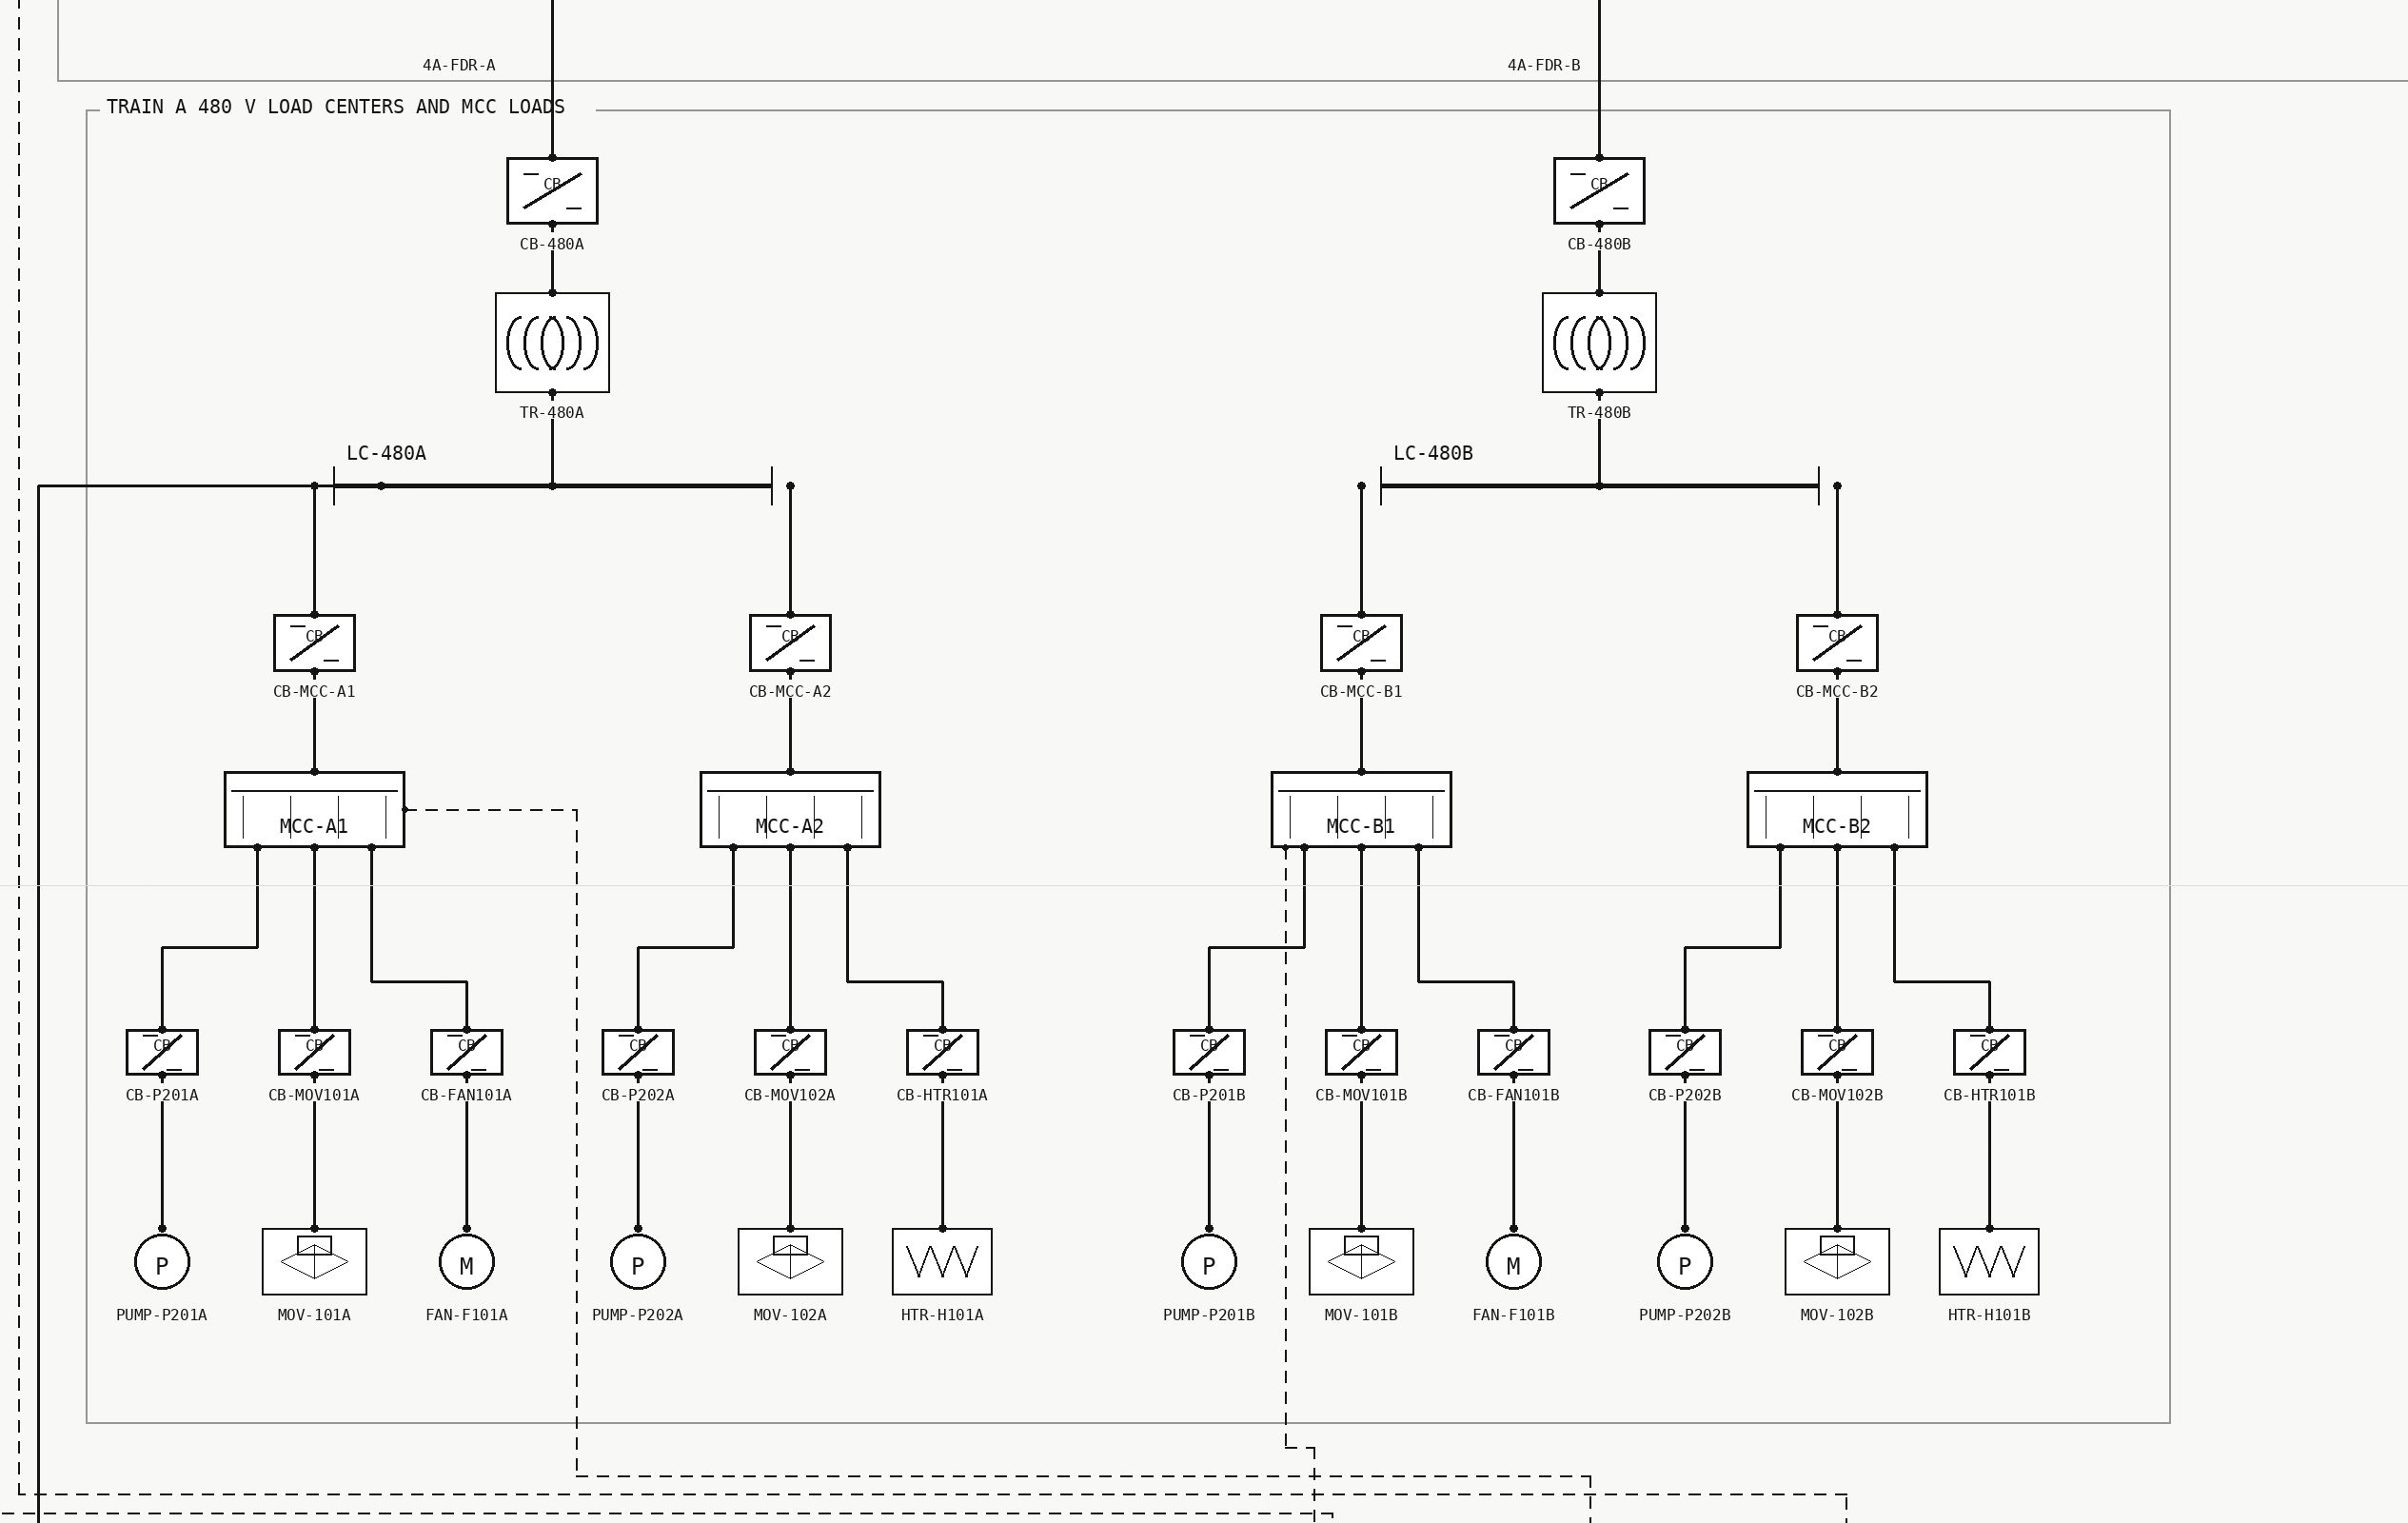 4A-FDR-A
4A-FDR-B
TRAIN A 480 V LOAD CENTERS AND MCC LOADS
CB
CB
CB-480A
CB-480B
TR-480A
TR-480B
LC-480A
LC-480B
CB
CB
CB
CB
CB-MCC-A1
CB-MCC-A2
CB-MCC-B1
CB-MCC-B2
MCC-A1
MCC-A2
MCC-B1
MCC-B2
CB
CB
CB
CB
CB
CB
CB
CB
CB
CB
CB
CB
CB-P201A
CB-MOV101A
CB-FAN101A
CB-P202A
CB-MOV102A
CB-HTR101A
CB-P201B
CB-MOV101B
CB-FAN101B
CB-P202B
CB-MOV102B
CB-HTR101B
P
M
P
P
M
P
PUMP-P201A
MOV-101A
FAN-F101A
PUMP-P202A
MOV-102A
HTR-H101A
PUMP-P201B
MOV-101B
FAN-F101B
PUMP-P202B
MOV-102B
HTR-H101B